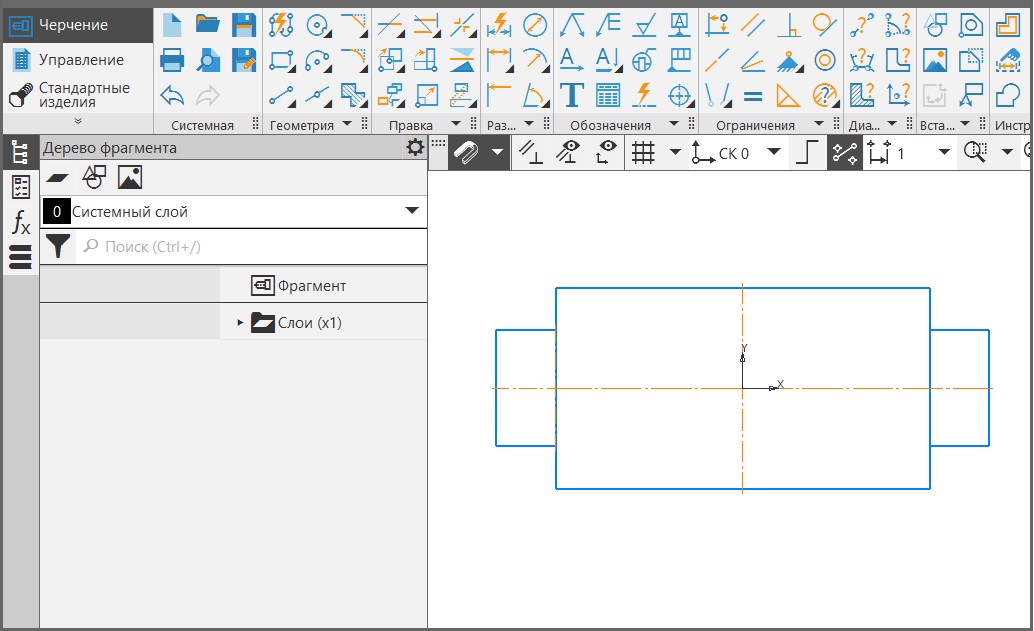 Черчение
Управление
Стандартные
изделия
Системная
Геометрия
Правка
Раз...
Обозначения
Ограничения
Диа...
Вста...
Инстр
Дерево фрагмента
СК 0
1
0 Системный слой
Поиск (Ctrl+/)
Фрагмент
Слои (x1)
Y
X